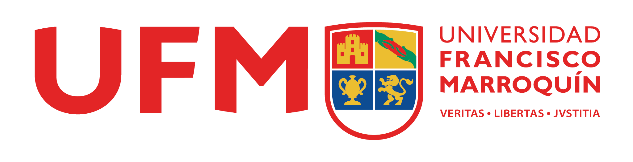 UFM
UNIVERSIDAD
FRANCISCO
MARROQUÍN
VERITAS • LIBERTAS • JVSTITIA